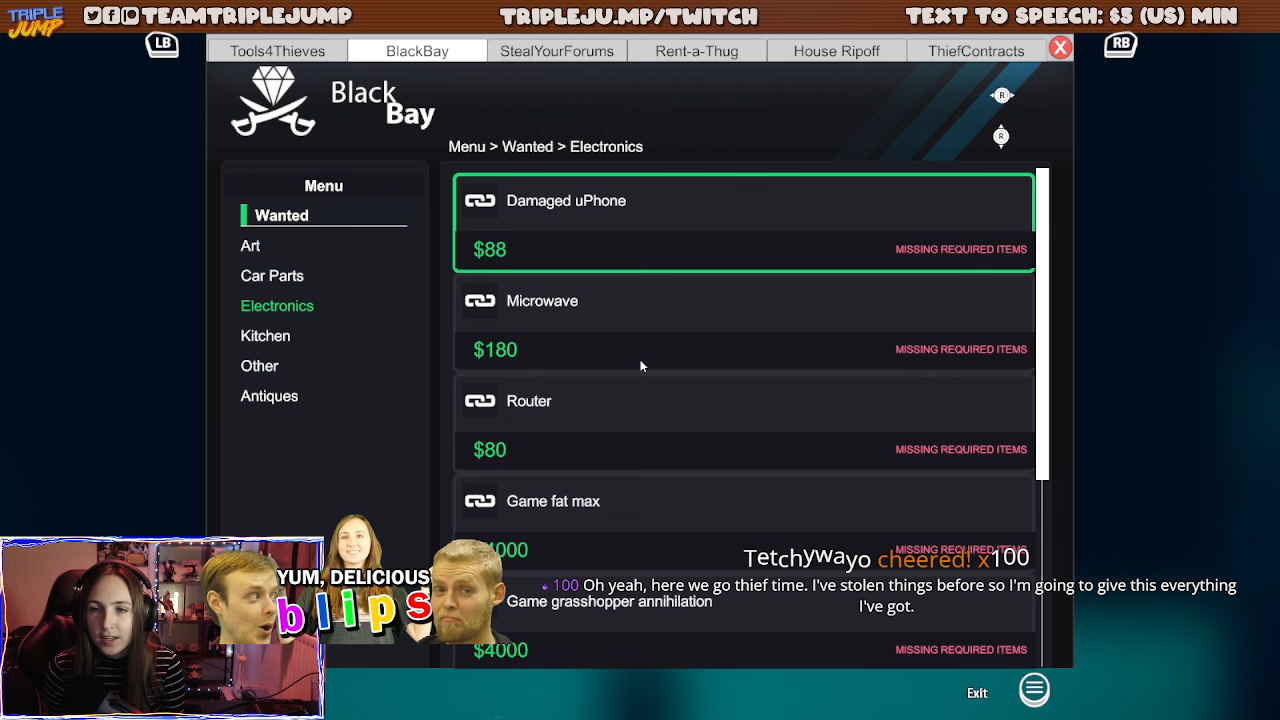 TRIPLE
JUMP
TEAMTRIPLEJUMP
TRIPLEJU.MP/TWITCH
TEXT TO SPEECH: $5 (US) MIN
LB
Tools4Thieves
BlackBay
StealYourForums
Rent-a-Thug
House Ripoff
ThiefContracts
X
RB
Black
Bay
R
R
Menu > Wanted > Electronics
Menu
Wanted
Art
Car Parts
Electronics
Kitchen
Other
Antiques
Damaged uPhone
$88 MISSING REQUIRED ITEMS
Microwave
$180 MISSING REQUIRED ITEMS
Router
$80 MISSING REQUIRED ITEMS
Game fat max
MISSING REQUIRED ITEMS
Tetchywayo cheered! x100
100 Oh yeah, here we go thief time. I've stolen things before so I'm going to give this everything
I've got.
Game grasshopper annihilation
$4000 MISSING REQUIRED ITEMS
YUM, DELICIOUS
blips
Exit